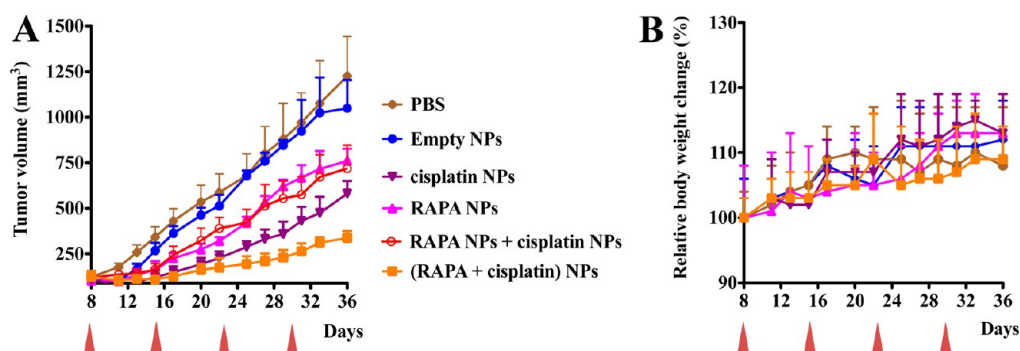 A
Tumor volume (mm³)
1500
1250
1000
750
500
250
8 12 16 20 24 28 32 36
Days
PBS
Empty NPs
cisplatin NPs
RAPA NPs
RAPA NPs + cisplatin NPs
(RAPA + cisplatin) NPs
B
Relative body weight change (%)
130
120
110
100
90
8 12 16 20 24 28 32 36
Days